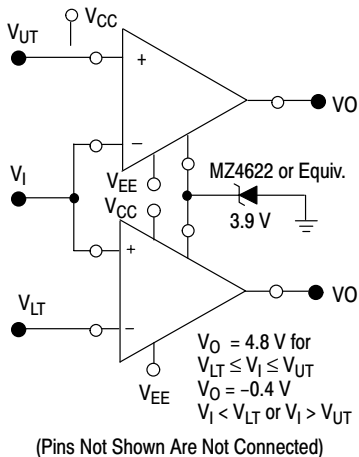 V_CC
V_UT
+
VO
−
V_I
V_EE
MZ4622 or Equiv.
V_CC
3.9 V
+
VO
V_LT
−
V_O = 4.8 V for
V_LT ≤ V_I ≤ V_UT
V_EE
V_O = −0.4 V
V_I < V_LT or V_I > V_UT
(Pins Not Shown Are Not Connected)